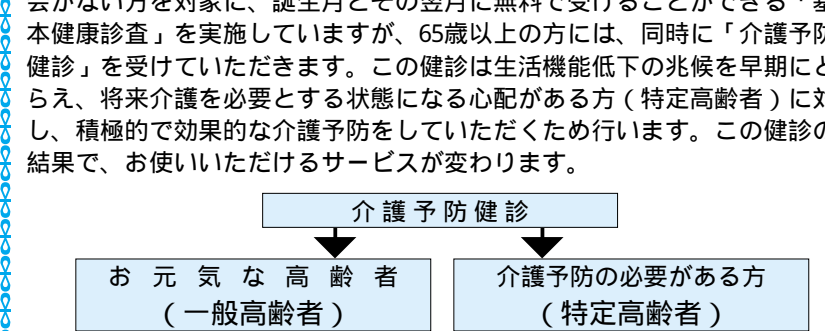 会がない方を対象に、誕生月とその翌月に無料で受けることができる「基
本健康診査」を実施していますが、65歳以上の方には、同時に「介護予防
健診」を受けていただきます。この健診は生活機能低下の兆候を早期にと
らえ、将来介護を必要とする状態になる心配がある方(特定高齢者)に対
し、積極的で効果的な介護予防をしていただくため行います。この健診の
結果で、お使いいただけるサービスが変わります。
介護予防健診
お元気な高齢者
(一般高齢者)
介護予防の必要がある方
(特定高齢者)